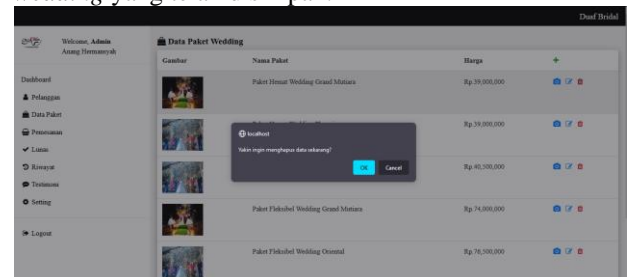 Duaf Bridal
Welcome, Admin
Anang Hermansyah
Data Paket Wedding
Gambar Nama Paket Harga
Dashboard
Pelanggan
Data Paket
Pemesanan
Lunas
Riwayat
Testimoni
Setting
Logout
Paket Hemat Wedding Grand Mutiara Rp.39,000,000
Rp.39,000,000
localhost
Yakin ingin menghapus data sekarang?
OK Cancel
Rp.40,500,000
Paket Fleksibel Wedding Grand Mutiara Rp.74,000,000
Paket Fleksibel Wedding Oriental Rp.76,500,000